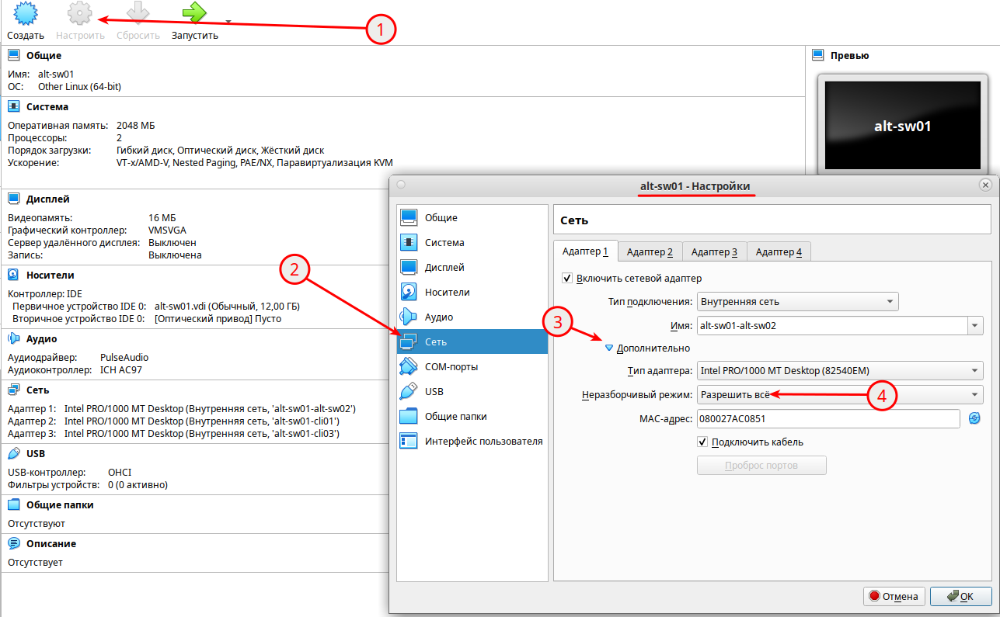 Создать Настроить Сбросить Запустить
1
Общие
Имя: alt-sw01
ОС: Other Linux (64-bit)
Система
Оперативная память: 2048 МБ
Процессоры: 2
Порядок загрузки: Гибкий диск, Оптический диск, Жёсткий диск
Ускорение: VT-x/AMD-V, Nested Paging, PAE/NX, Паравиртуализация KVM
Дисплей
Видеопамять: 16 МБ
Графический контроллер: VMSVGA
Сервер удалённого дисплея: Выключен
Запись: Выключена
Носители
Контроллер: IDE
Первичное устройство IDE 0: alt-sw01.vdi (Обычный, 12,00 ГБ)
Вторичное устройство IDE 0: [Оптический привод] Пусто
Аудио
Аудиодрайвер: PulseAudio
Аудиоконтроллер: ICH AC97
Сеть
Адаптер 1: Intel PRO/1000 MT Desktop (Внутренняя сеть, 'alt-sw01-alt-sw02')
Адаптер 2: Intel PRO/1000 MT Desktop (Внутренняя сеть, 'alt-sw01-cli01')
Адаптер 3: Intel PRO/1000 MT Desktop (Внутренняя сеть, 'alt-sw01-cli03')
USB
USB-контроллер: OHCI
Фильтры устройств: 0 (0 активно)
Общие папки
Отсутствуют
Описание
Отсутствует
Превью
alt-sw01
alt-sw01 - Настройки
2
Общие
Система
Дисплей
Носители
Аудио
Сеть
COM-порты
USB
Общие папки
Интерфейс пользователя
Сеть
Адаптер 1 Адаптер 2 Адаптер 3 Адаптер 4
Включить сетевой адаптер
Тип подключения: Внутренняя сеть
Имя: alt-sw01-alt-sw02
3
Дополнительно
Тип адаптера: Intel PRO/1000 MT Desktop (82540EM)
Неразборчивый режим: Разрешить всё
4
MAC-адрес: 080027AC0851
Подключить кабель
Проброс портов
Отмена OK